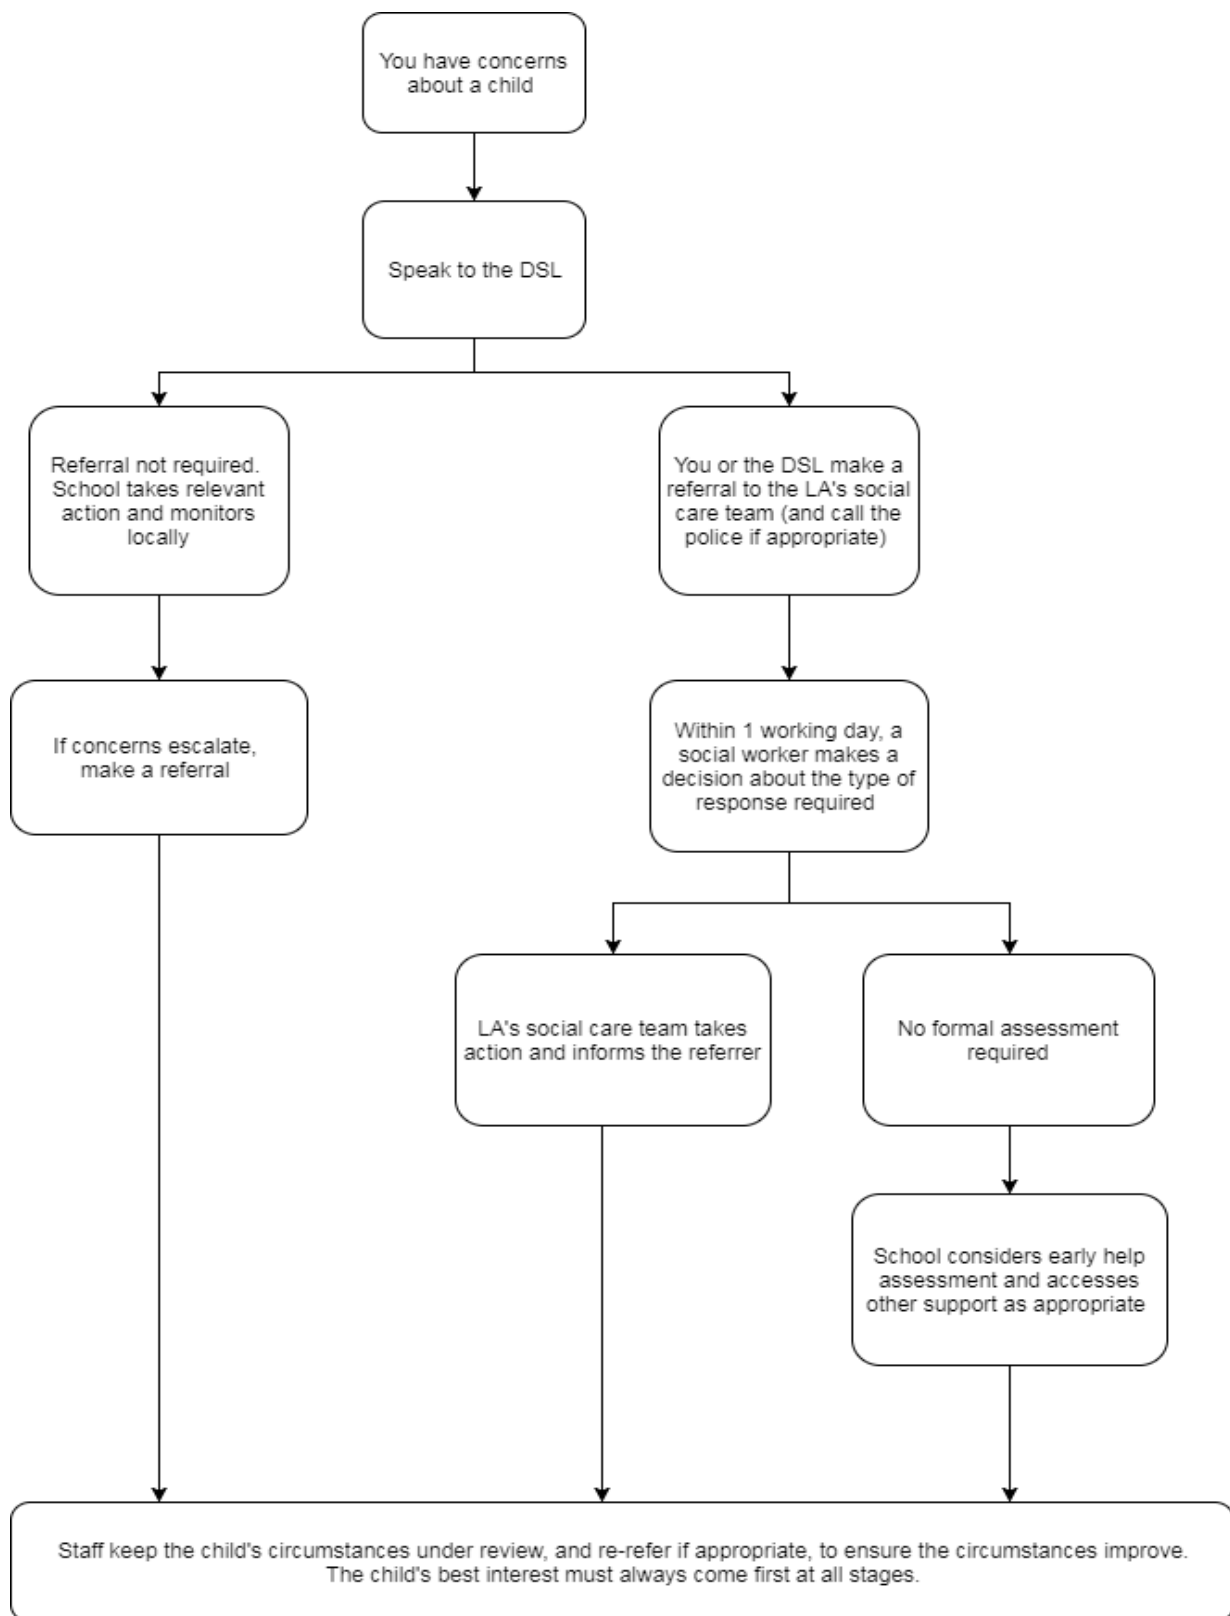 You have concerns
about a child
Speak to the DSL
Referral not required.
School takes relevant
action and monitors
locally
You or the DSL make a
referral to the LA's social
care team (and call the
police if appropriate)
If concerns escalate,
make a referral
Within 1 working day, a
social worker makes a
decision about the type of
response required
LA's social care team takes
action and informs the referrer
No formal assessment
required
School considers early help
assessment and accesses
other support as appropriate
Staff keep the child's circumstances under review, and re-refer if appropriate, to ensure the circumstances improve.
The child's best interest must always come first at all stages.